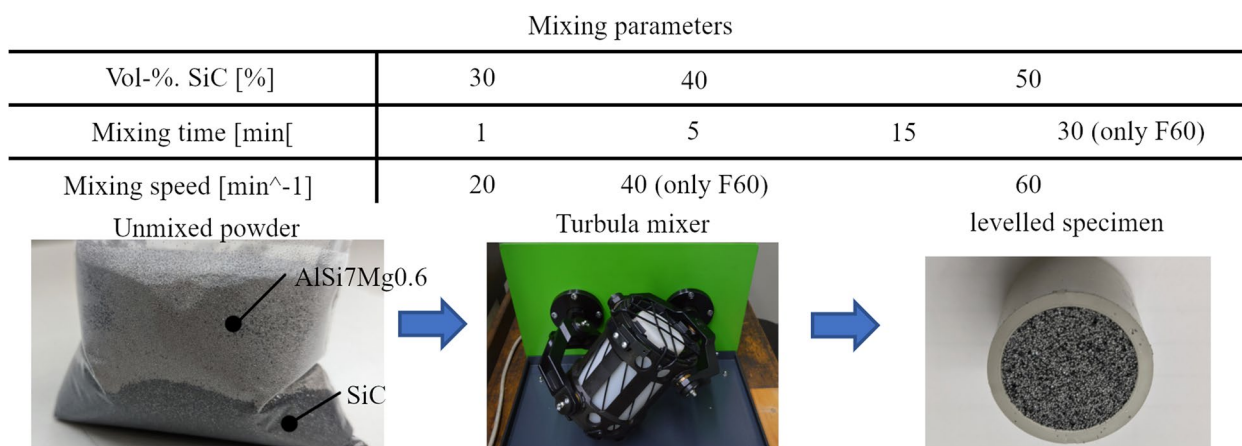 Mixing parameters
Vol-%. SiC [%] 30 40 50
Mixing time [min[ 1 5 15 30 (only F60)
Mixing speed [min^-1] 20 40 (only F60) 60
Unmixed powder Turbula mixer levelled specimen
AlSi7Mg0.6
SiC